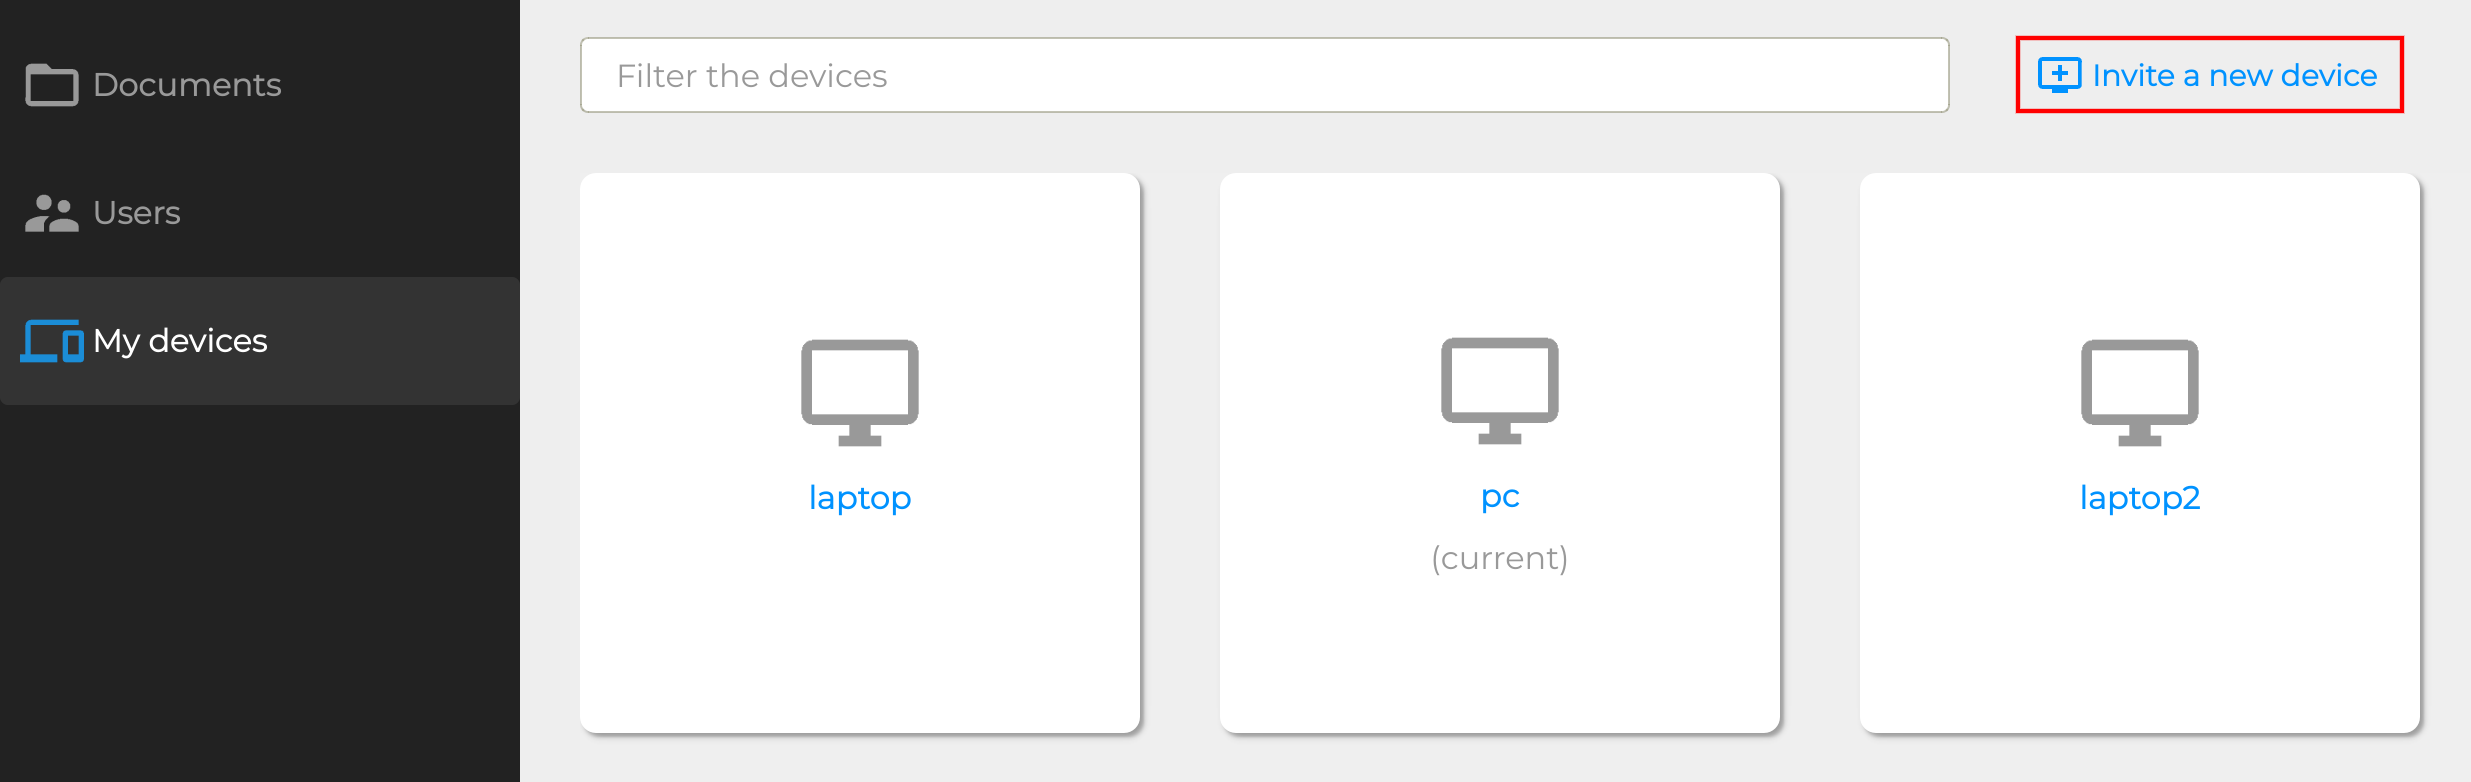 Documents
Users
My devices
Filter the devices
Invite a new device
laptop
pc
(current)
laptop2